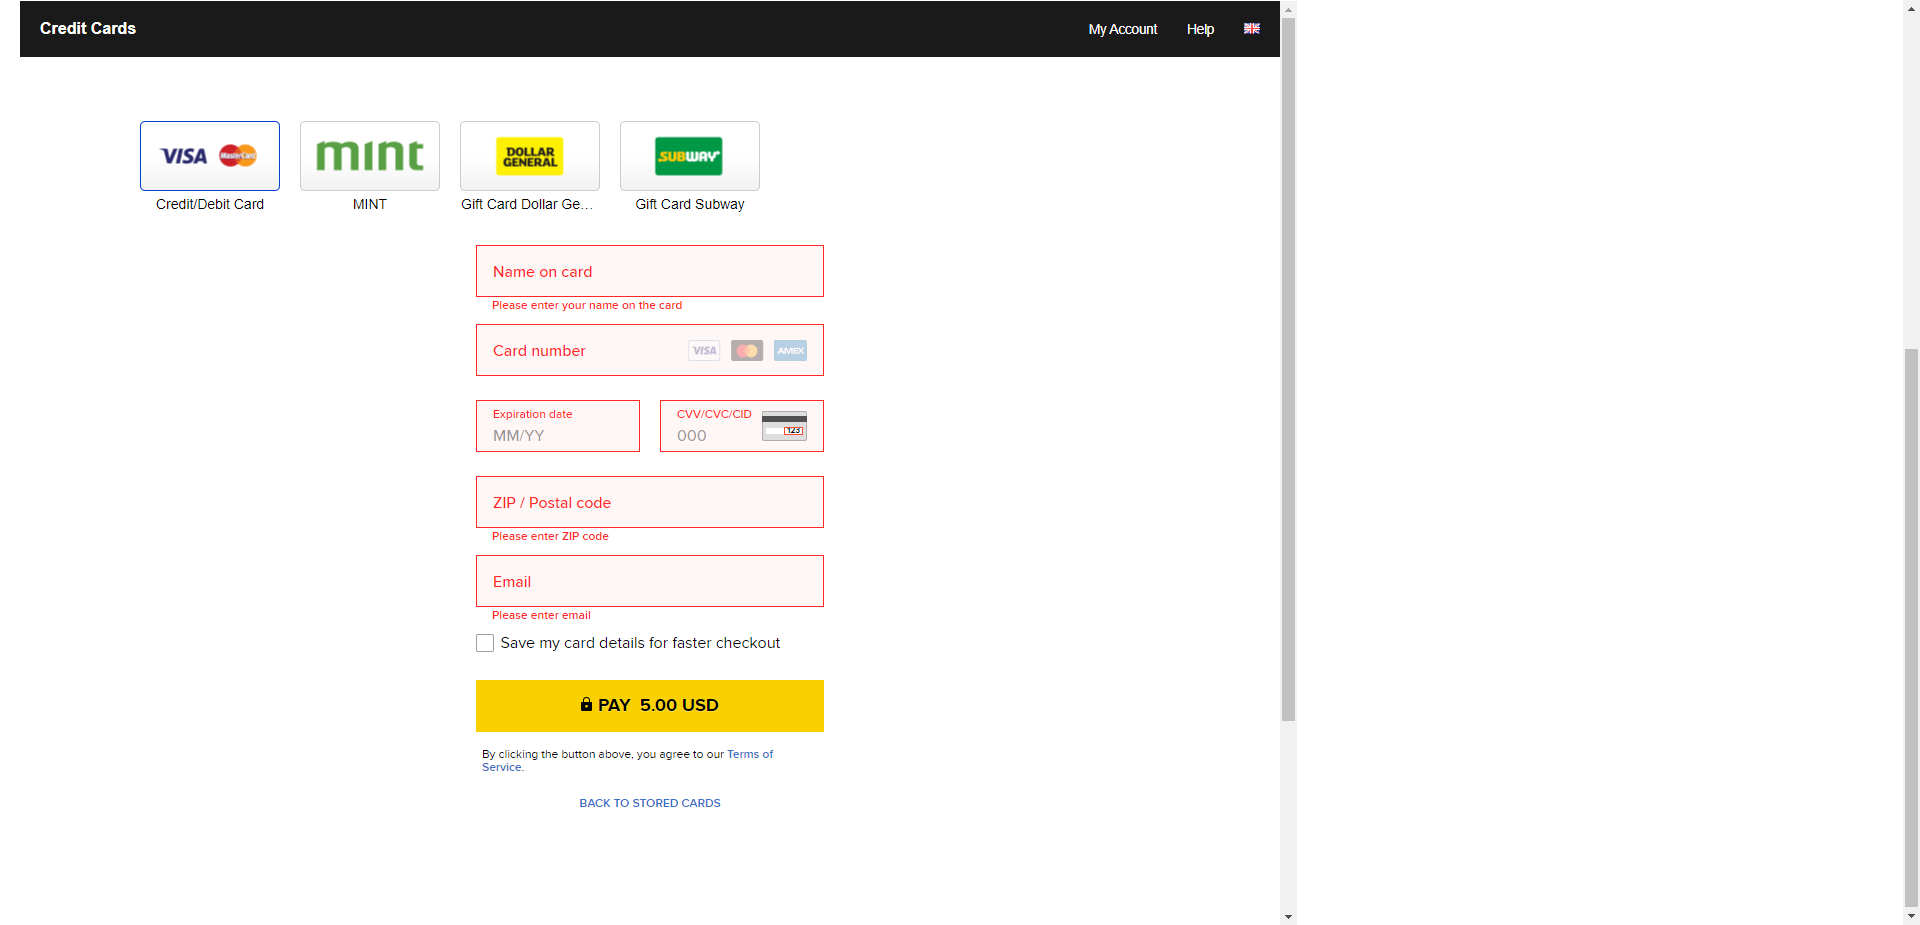 Credit Cards
My Account
Help
VISA MasterCard
mint
DOLLAR GENERAL
SUBWAY
Credit/Debit Card
MINT
Gift Card Dollar Ge...
Gift Card Subway
Name on card
Please enter your name on the card
Card number
VISA
AMEX
Expiration date
MM/YY
CVV/CVC/CID
000
123
ZIP / Postal code
Please enter ZIP code
Email
Please enter email
Save my card details for faster checkout
PAY 5.00 USD
By clicking the button above, you agree to our Terms of
Service.
BACK TO STORED CARDS